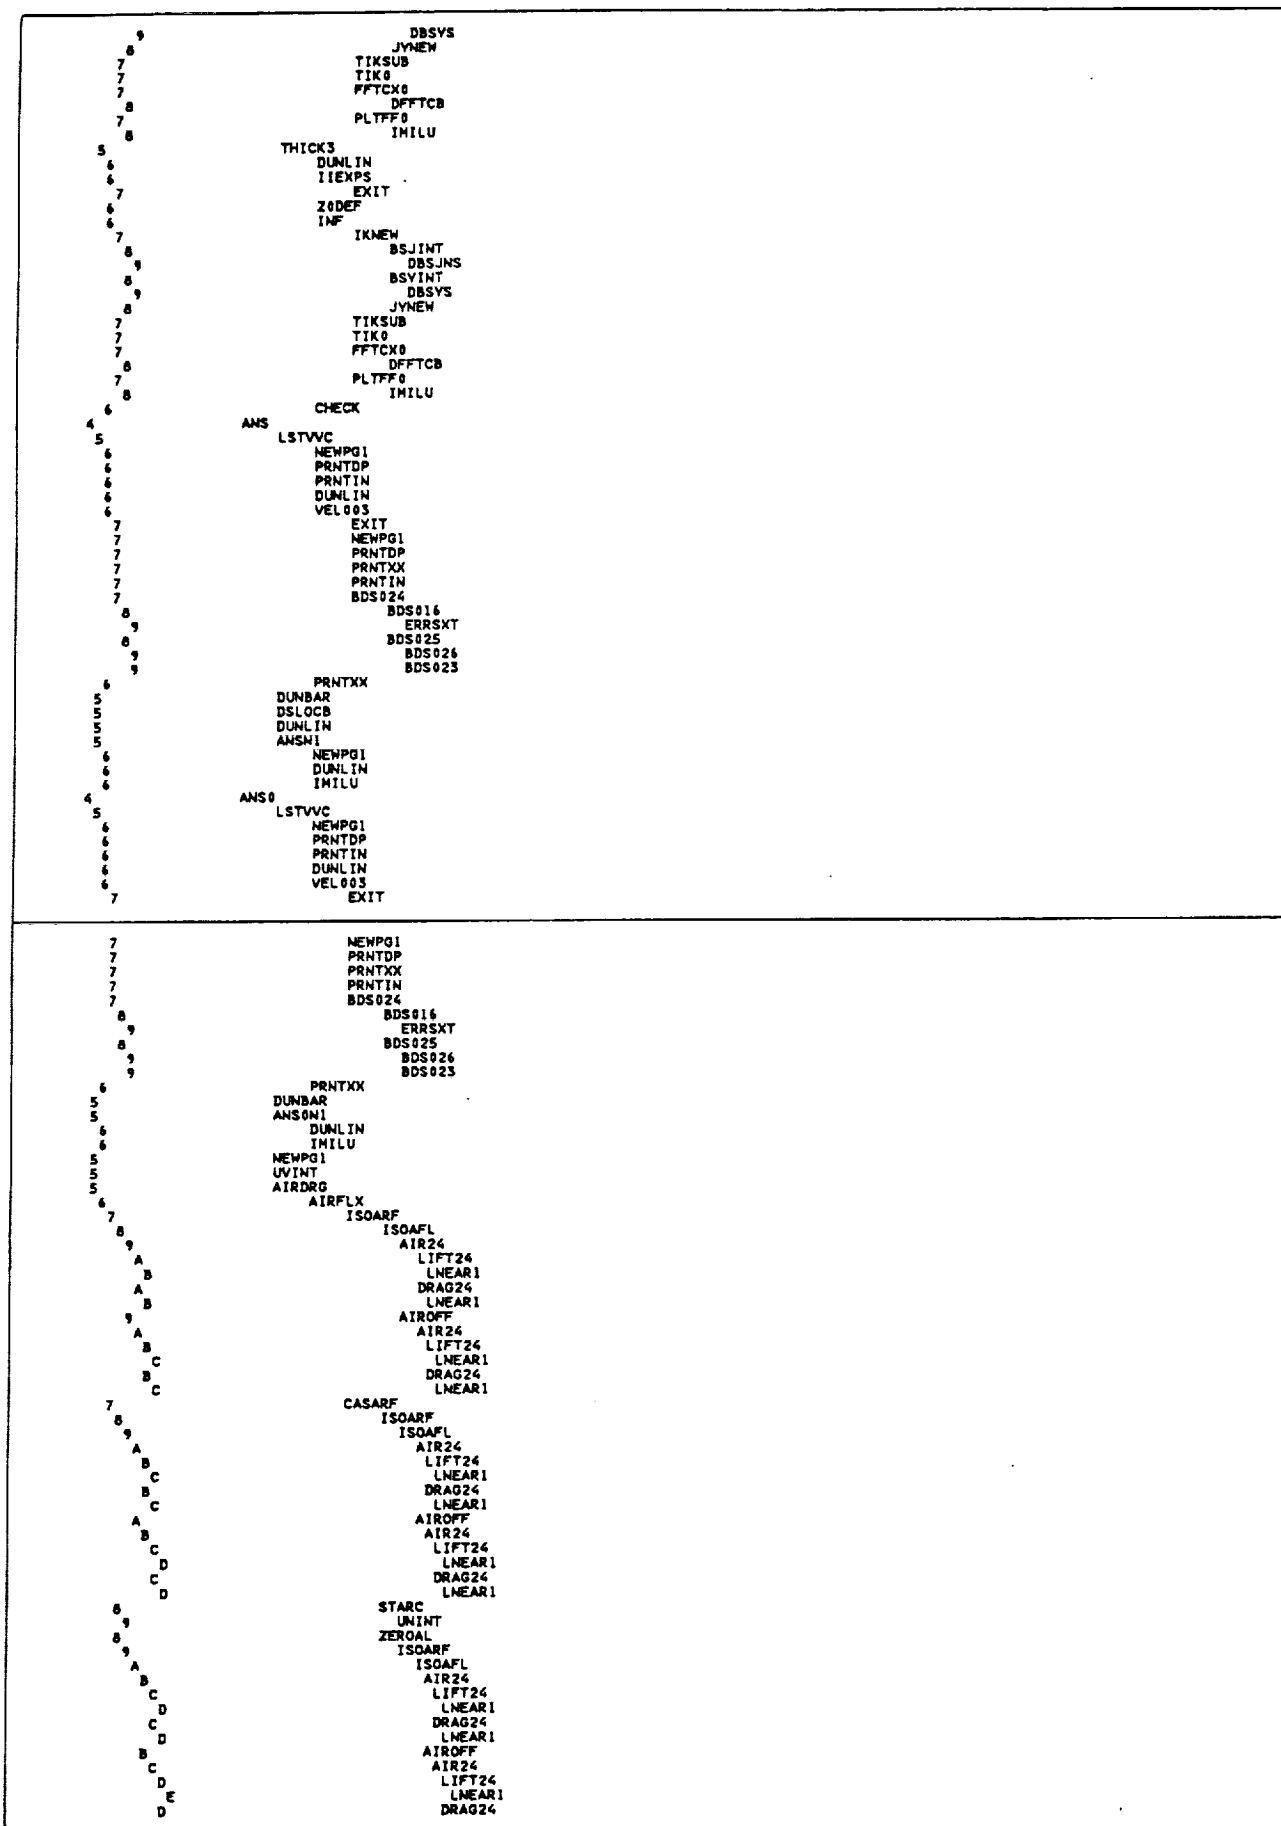 9 DBSYS
8 JYNEW
7 TIKSUB
7 TIK0
7 FFTCX0
8 DFFTCB
7 PLTFF0
8 IMILU
5 THICK3
6 DUNLIN
6 IIEXPS
7 EXIT
6 Z0DEF
6 INF
7 IKNEW
8 BSJINT
9 DBSJNS
8 BSYINT
9 DBSYS
8 JYNEW
7 TIKSUB
7 TIK0
7 FFTCX0
8 DFFTCB
7 PLTFF0
8 IMILU
6 CHECK
4 ANS
5 LSTVVC
6 NEWPG1
6 PRNTDP
6 PRNTIN
6 DUNLIN
6 VEL003
7 EXIT
7 NEWPG1
7 PRNTDP
7 PRNTXX
7 PRNTIN
7 BDS024
8 BDS016
9 ERRSXT
8 BDS025
9 BDS026
9 BDS023
6 PRNTXX
5 DUNBAR
5 DSLOCB
5 DUNLIN
5 ANSN1
6 NEWPG1
6 DUNLIN
6 IMILU
4 ANS0
5 LSTVVC
6 NEWPG1
6 PRNTDP
6 PRNTIN
6 DUNLIN
6 VEL003
7 EXIT
7 NEWPG1
7 PRNTDP
7 PRNTXX
7 PRNTIN
7 BDS024
8 BDS016
9 ERRSXT
8 BDS025
9 BDS026
9 BDS023
6 PRNTXX
5 DUNBAR
5 ANS0N1
6 DUNLIN
6 IMILU
5 NEWPG1
5 UVINT
5 AIRDRG
6 AIRFLX
7 ISOARF
8 ISOAFL
9 AIR24
A LIFT24
B LNEAR1
A DRAG24
B LNEAR1
9 AIROFF
A AIR24
B LIFT24
C LNEAR1
B DRAG24
C LNEAR1
7 CASARF
8 ISOARF
9 ISOAFL
A AIR24
B LIFT24
C LNEAR1
B DRAG24
C LNEAR1
A AIROFF
B AIR24
C LIFT24
D LNEAR1
C DRAG24
D LNEAR1
8 STARC
9 UNINT
8 ZEROAL
9 ISOARF
A ISOAFL
B AIR24
C LIFT24
D LNEAR1
C DRAG24
D LNEAR1
B AIROFF
C AIR24
D LIFT24
E LNEAR1
D DRAG24